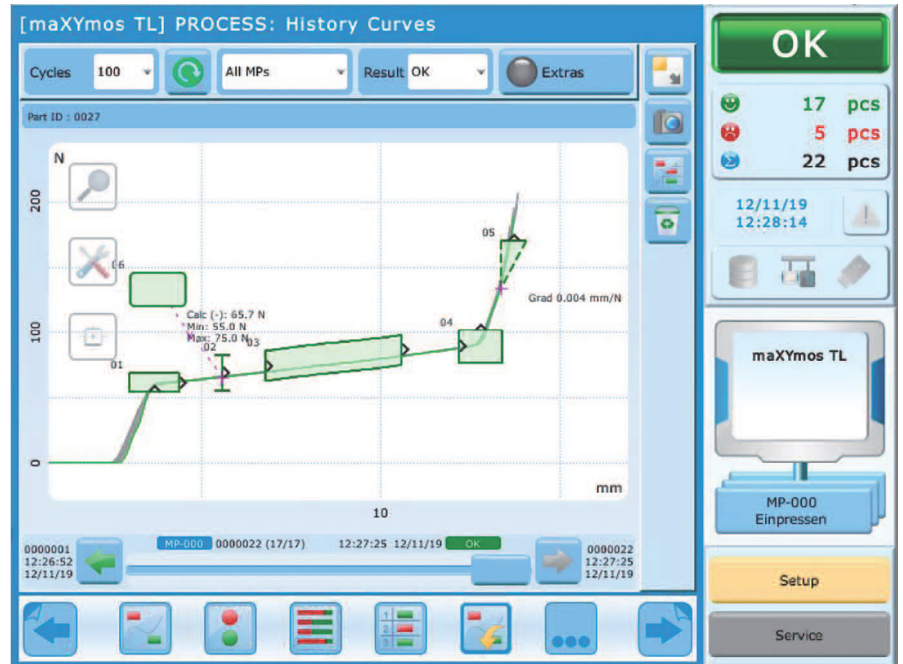 [maXYmos TL] PROCESS: History Curves
Cycles 100 All MPs Result OK Extras
Part ID : 0027
N
200
100
0
06
Calc (-): 65.7 N
Min: 55.0 N
Max: 75.0 N
01
02
03
04
05
Grad 0.004 mm/N
mm
10
MP-000 0000022 (17/17) 12:27:25 12/11/19 OK
0000001
12:26:52
12/11/19
0000022
12:27:25
12/11/19
1
2
3
OK
17 pcs
5 pcs
Σ 22 pcs
12/11/19
12:28:14
maXYmos TL
MP-000
Einpressen
Setup
Service